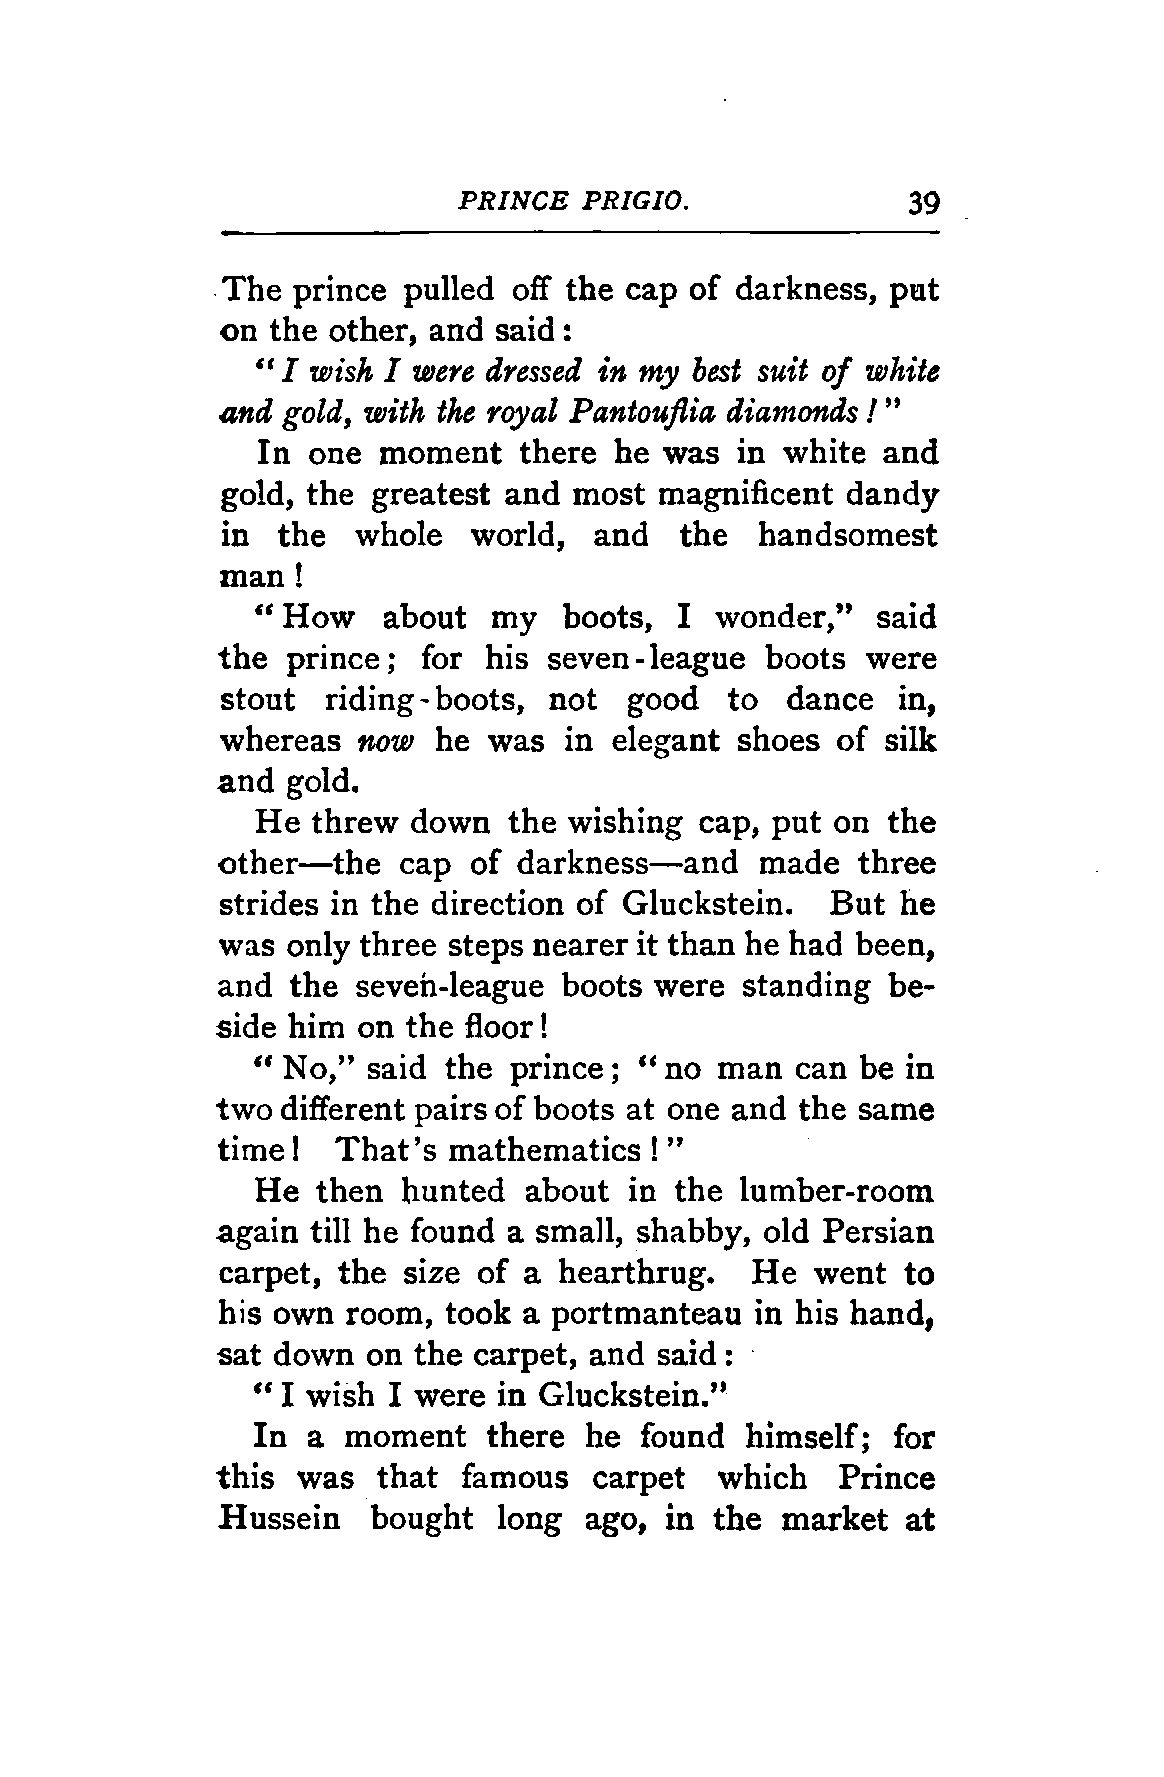 PRINCE PRIGIO. 39
The prince pulled off the cap of darkness, put
on the other, and said :
“ I wish I were dressed in my best suit of white
and gold, with the royal Pantouflia diamonds ! ”
In one moment there he was in white and
gold, the greatest and most magnificent dandy
in the whole world, and the handsomest
man !
“ How about my boots, I wonder,” said
the prince ; for his seven-league boots were
stout riding-boots, not good to dance in,
whereas now he was in elegant shoes of silk
and gold.
He threw down the wishing cap, put on the
other—the cap of darkness—and made three
strides in the direction of Gluckstein. But he
was only three steps nearer it than he had been,
and the seven-league boots were standing be-
side him on the floor !
“ No,” said the prince ; “ no man can be in
two different pairs of boots at one and the same
time ! That’s mathematics ! ”
He then hunted about in the lumber-room
again till he found a small, shabby, old Persian
carpet, the size of a hearthrug. He went to
his own room, took a portmanteau in his hand,
sat down on the carpet, and said :
“ I wish I were in Gluckstein.”
In a moment there he found himself; for
this was that famous carpet which Prince
Hussein bought long ago, in the market at